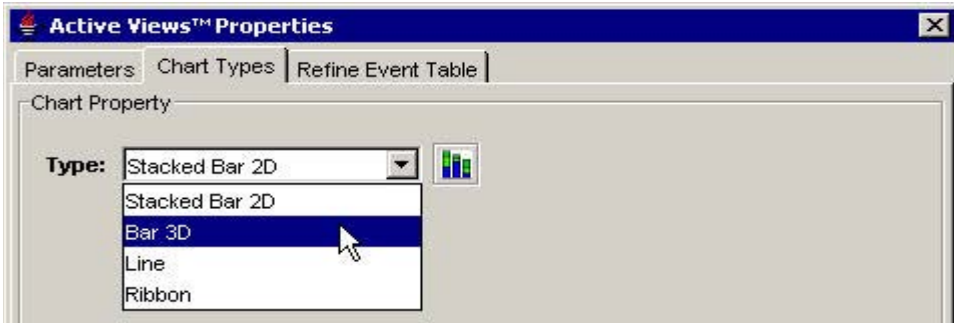 Active Views™ Properties
Parameters Chart Types Refine Event Table
Chart Property
Type: Stacked Bar 2D
Stacked Bar 2D
Bar 3D
Line
Ribbon